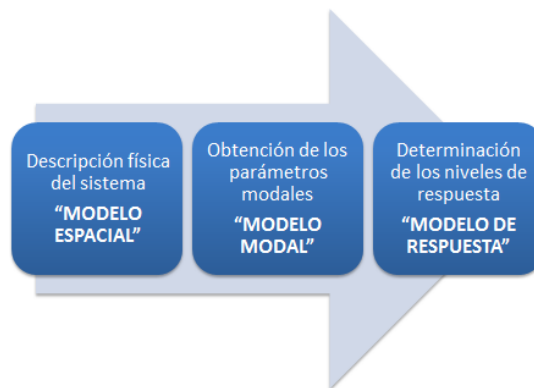 Descripción física
del sistema
“MODELO
ESPACIAL”
Obtención de los
parámetros
modales
“MODELO
MODAL”
Determinación
de los niveles de
respuesta
“MODELO DE
RESPUESTA”